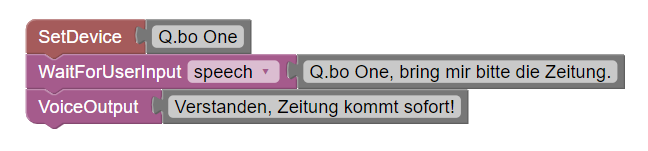 SetDevice Q.bo One
WaitForUserInput speech Q.bo One, bring mir bitte die Zeitung.
VoiceOutput Verstanden, Zeitung kommt sofort!